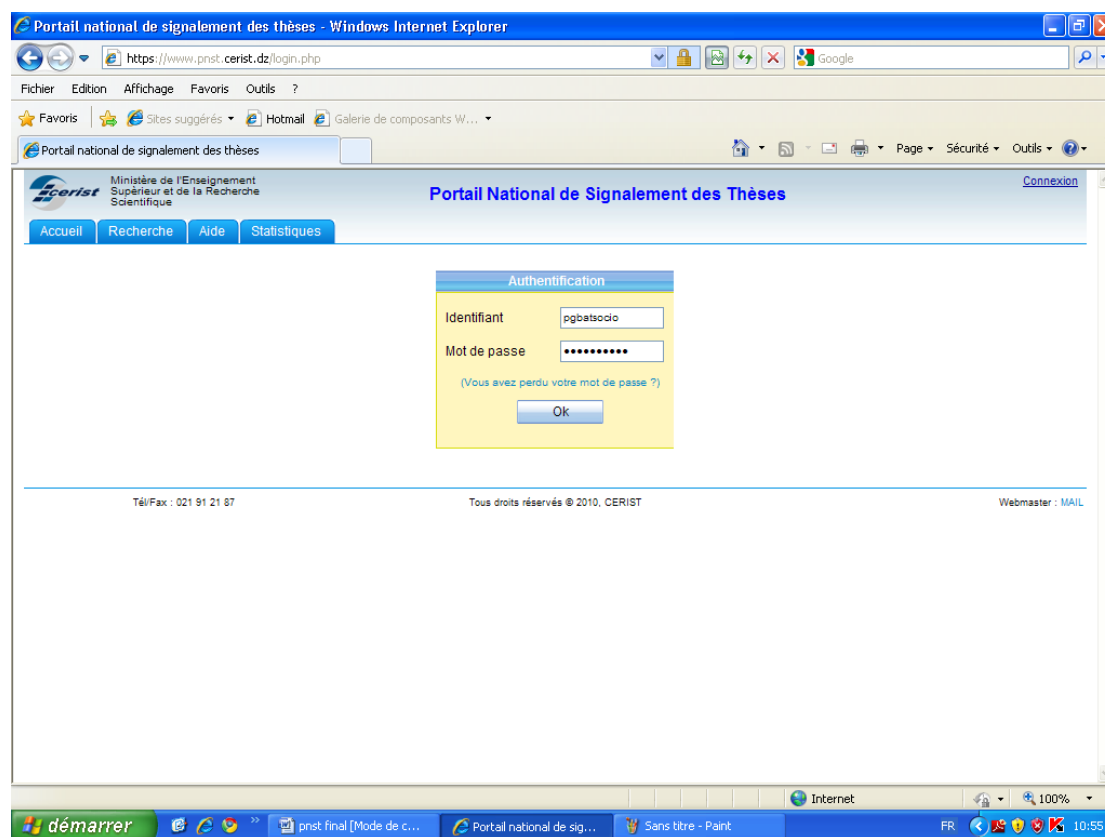 Portail national de signalement des thèses - Windows Internet Explorer
https://www.pnst.cerist.dz/login.php
Google
Fichier Edition Affichage Favoris Outils ?
Favoris Sites suggérés Hotmail Galerie de composants W...
Portail national de signalement des thèses
Page Sécurité Outils
cerist
Ministère de l'Enseignement
Supèrieur et de la Recherche
Scientifique
Portail National de Signalement des Thèses
Connexion
Accueil Recherche Aide Statistiques
Authentification
Identifiant pgbatsocio
Mot de passe ••••••••••
(Vous avez perdu votre mot de passe ?)
Ok
Tél/Fax : 021 91 21 87 Tous droits réservés © 2010, CERIST Webmaster : MAIL
Internet 100%
démarrer pnst final [Mode de c... Portail national de sig... Sans titre - Paint FR 10:55